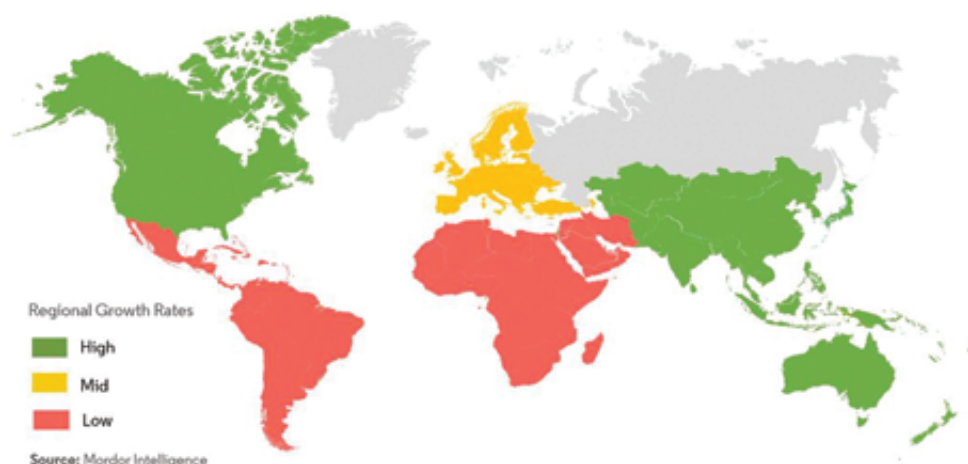 Regional Growth Rates
High
Mid
Low
Source: Mordor Intelligence